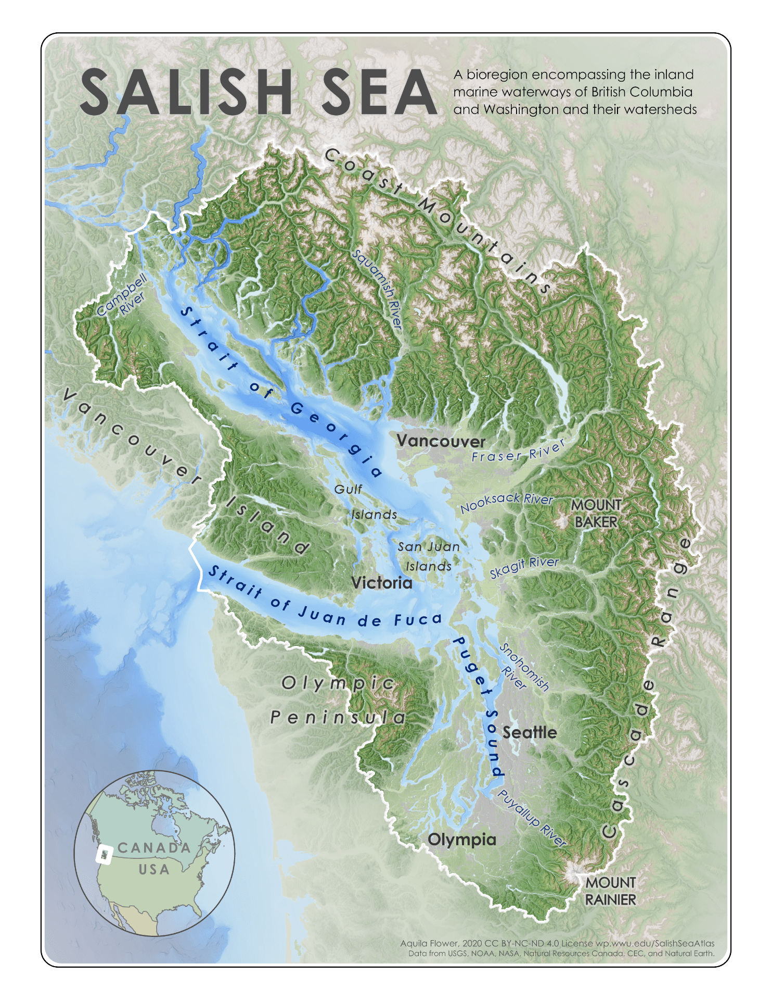 SALISH SEA
A bioregion encompassing the inland
marine waterways of British Columbia
and Washington and their watersheds
Coast Mountains
Squamish River
Campbell
River
Strait of Georgia
Vancouver Island
Vancouver
Fraser River
Gulf
Islands
Nooksack River
MOUNT
BAKER
San Juan
Islands
Skagit River
Victoria
Strait of Juan de Fuca
Cascade Range
Puget Sound
Snohomish
River
Olympic
Peninsula
Seattle
Puyallup River
Olympia
MOUNT
RAINIER
CANADA
USA
Aquila Flower, 2020 CC BY-NC-ND 4.0 License wp.wwu.edu/SalishSeaAtlas
Data from USGS, NOAA, NASA, Natural Resources Canada, CEC, and Natural Earth.